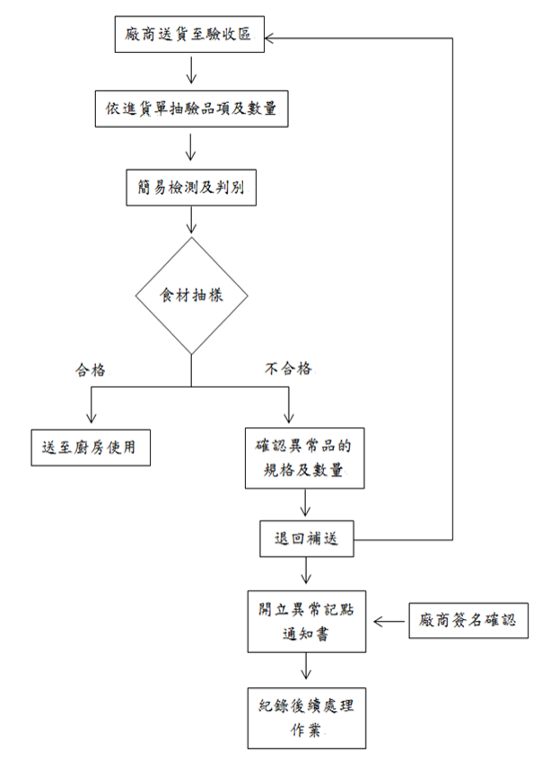 廠商送貨至驗收區
依進貨單抽驗品項及數量
簡易檢測及判別
食材抽樣
合格
不合格
送至廚房使用
確認異常品的
規格及數量
退回補送
開立異常記點
通知書
廠商簽名確認
紀錄後續處理
作業